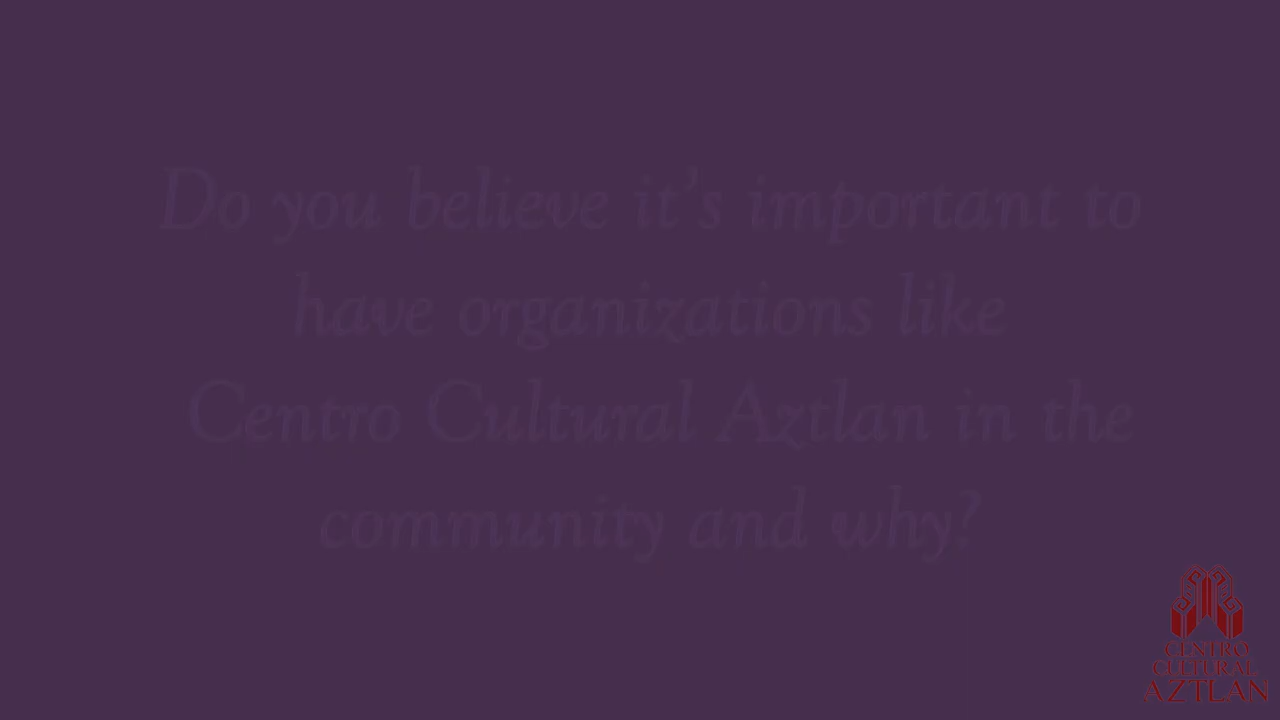 Do you believe it's important to
have organizations like
Centro Cultural Aztlan in the
community and why?
CENTRO
CULTURAL
AZTLAN